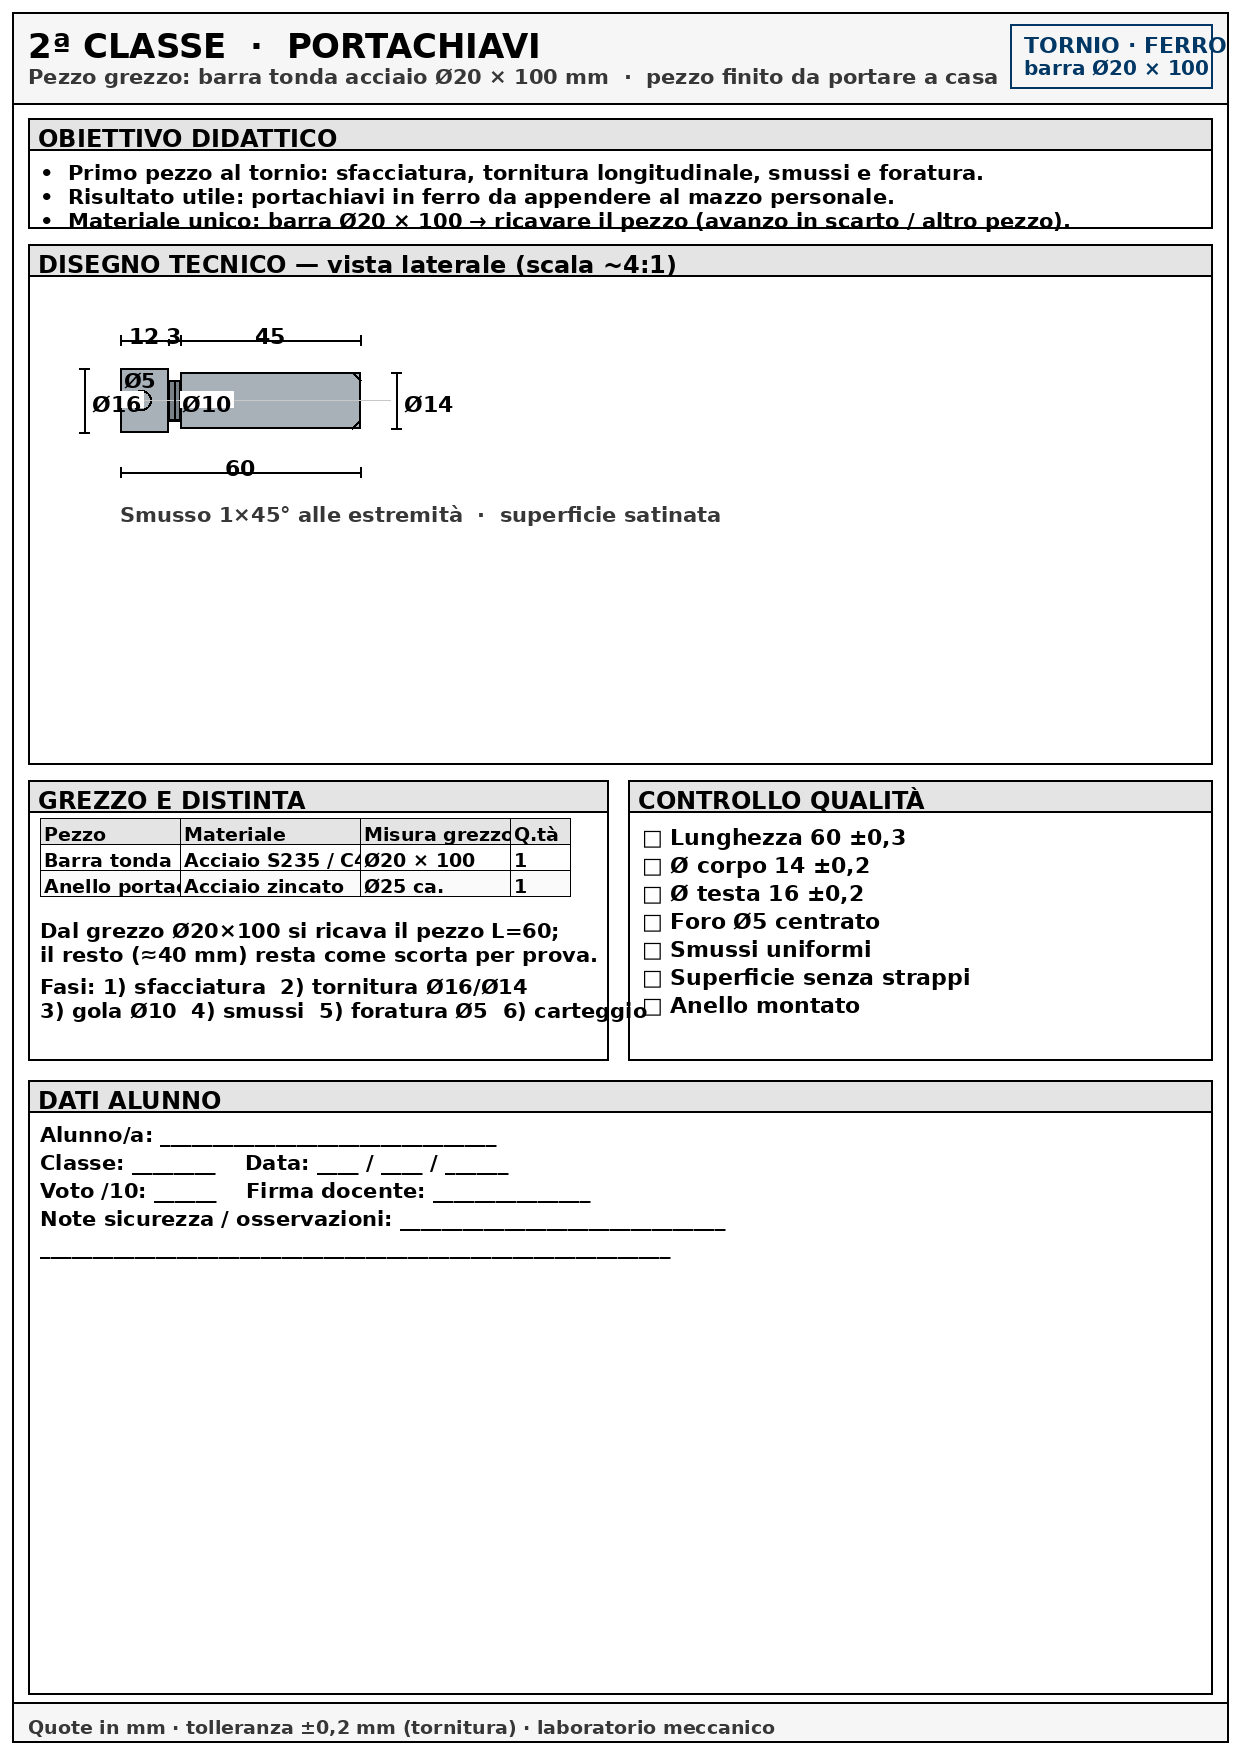 2ª CLASSE · PORTACHIAVI
Pezzo grezzo: barra tonda acciaio Ø20 × 100 mm · pezzo finito da portare a casa
TORNIO · FERRO
barra Ø20 × 100
OBIETTIVO DIDATTICO
• Primo pezzo al tornio: sfacciatura, tornitura longitudinale, smussi e foratura.
• Risultato utile: portachiavi in ferro da appendere al mazzo personale.
• Materiale unico: barra Ø20 × 100 → ricavare il pezzo (avanzo in scarto / altro pezzo).
DISEGNO TECNICO — vista laterale (scala ~4:1)
12 3 45
Ø5
Ø16 Ø10 Ø14
60
Smusso 1×45° alle estremità · superficie satinata
GREZZO E DISTINTA
Pezzo Materiale Misura grezzo Q.tà
Barra tonda Acciaio S235 / C4 Ø20 × 100 1
Anello portac Acciaio zincato Ø25 ca. 1
Dal grezzo Ø20×100 si ricava il pezzo L=60;
il resto (≈40 mm) resta come scorta per prova.
Fasi: 1) sfacciatura 2) tornitura Ø16/Ø14
3) gola Ø10 4) smussi 5) foratura Ø5 6) carteggio
CONTROLLO QUALITÀ
□ Lunghezza 60 ±0,3
□ Ø corpo 14 ±0,2
□ Ø testa 16 ±0,2
□ Foro Ø5 centrato
□ Smussi uniformi
□ Superficie senza strappi
□ Anello montato
DATI ALUNNO
Alunno/a: ________________________________
Classe: ________ Data: ____ / ____ / ______
Voto /10: ______ Firma docente: _______________
Note sicurezza / osservazioni: _______________________________
____________________________________________________________
Quote in mm · tolleranza ±0,2 mm (tornitura) · laboratorio meccanico